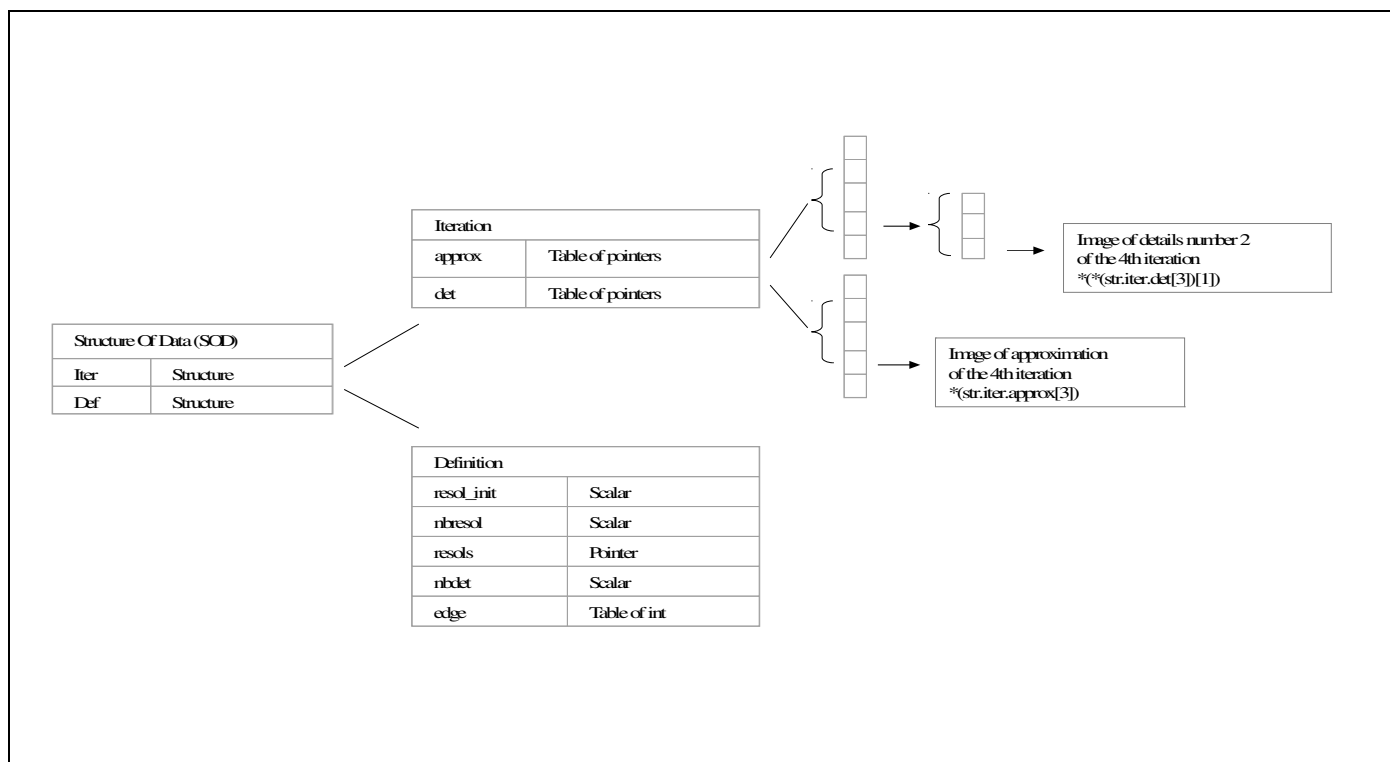 Iteration
approx Table of pointers
det Table of pointers
Image of details number 2
of the 4th iteration
*(*(str.iter.det[3])[1])
Structure Of Data (SOD)
Iter Structure
Def Structure
Image of approximation
of the 4th iteration
*(str.iter.approx[3])
Definition
resol_init Scalar
nbresol Scalar
resols Pointer
nbdet Scalar
edge Table of int